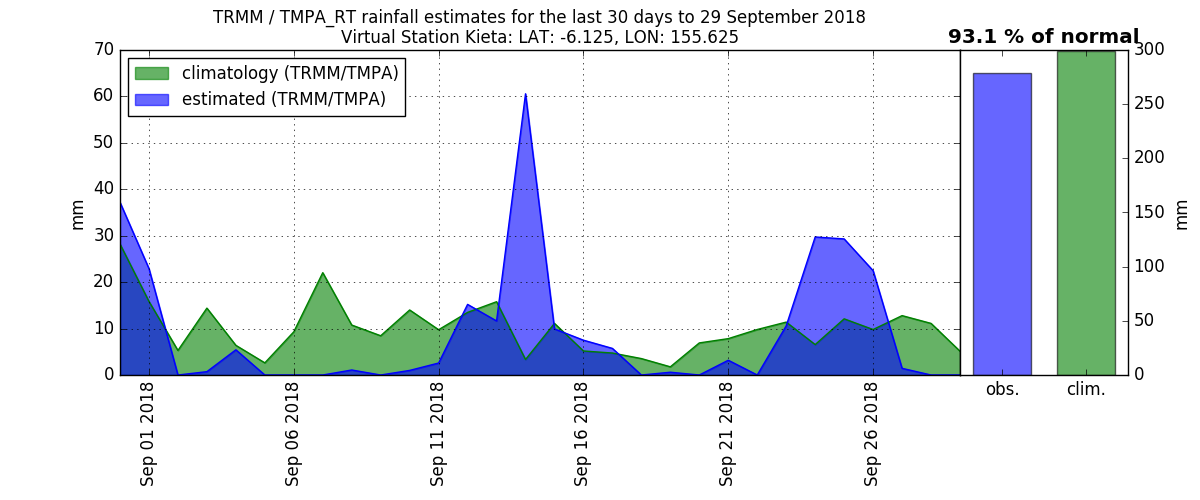 TRMM / TMPA_RT rainfall estimates for the last 30 days to 29 September 2018
Virtual Station Kieta: LAT: -6.125, LON: 155.625
93.1 % of normal
climatology (TRMM/TMPA)
estimated (TRMM/TMPA)
70
60
50
40
30
20
10
0
mm
Sep 01 2018
Sep 06 2018
Sep 11 2018
Sep 16 2018
Sep 21 2018
Sep 26 2018
obs.
clim.
300
250
200
150
100
50
0
mm